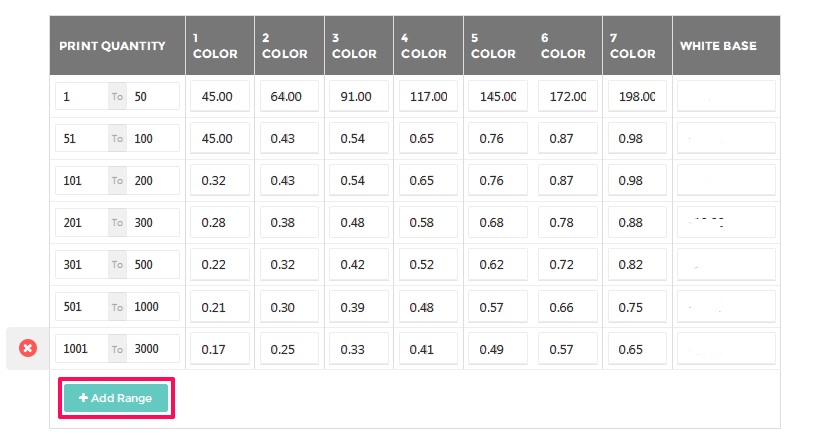 PRINT QUANTITY 1 COLOR 2 COLOR 3 COLOR 4 COLOR 5 COLOR 6 COLOR 7 COLOR WHITE BASE
1 To 50 45.00 64.00 91.00 117.00 145.00 172.00 198.00
51 To 100 45.00 0.43 0.54 0.65 0.76 0.87 0.98
101 To 200 0.32 0.43 0.54 0.65 0.76 0.87 0.98
201 To 300 0.28 0.38 0.48 0.58 0.68 0.78 0.88
301 To 500 0.22 0.32 0.42 0.52 0.62 0.72 0.82
501 To 1000 0.21 0.30 0.39 0.48 0.57 0.66 0.75
1001 To 3000 0.17 0.25 0.33 0.41 0.49 0.57 0.65
+ Add Range